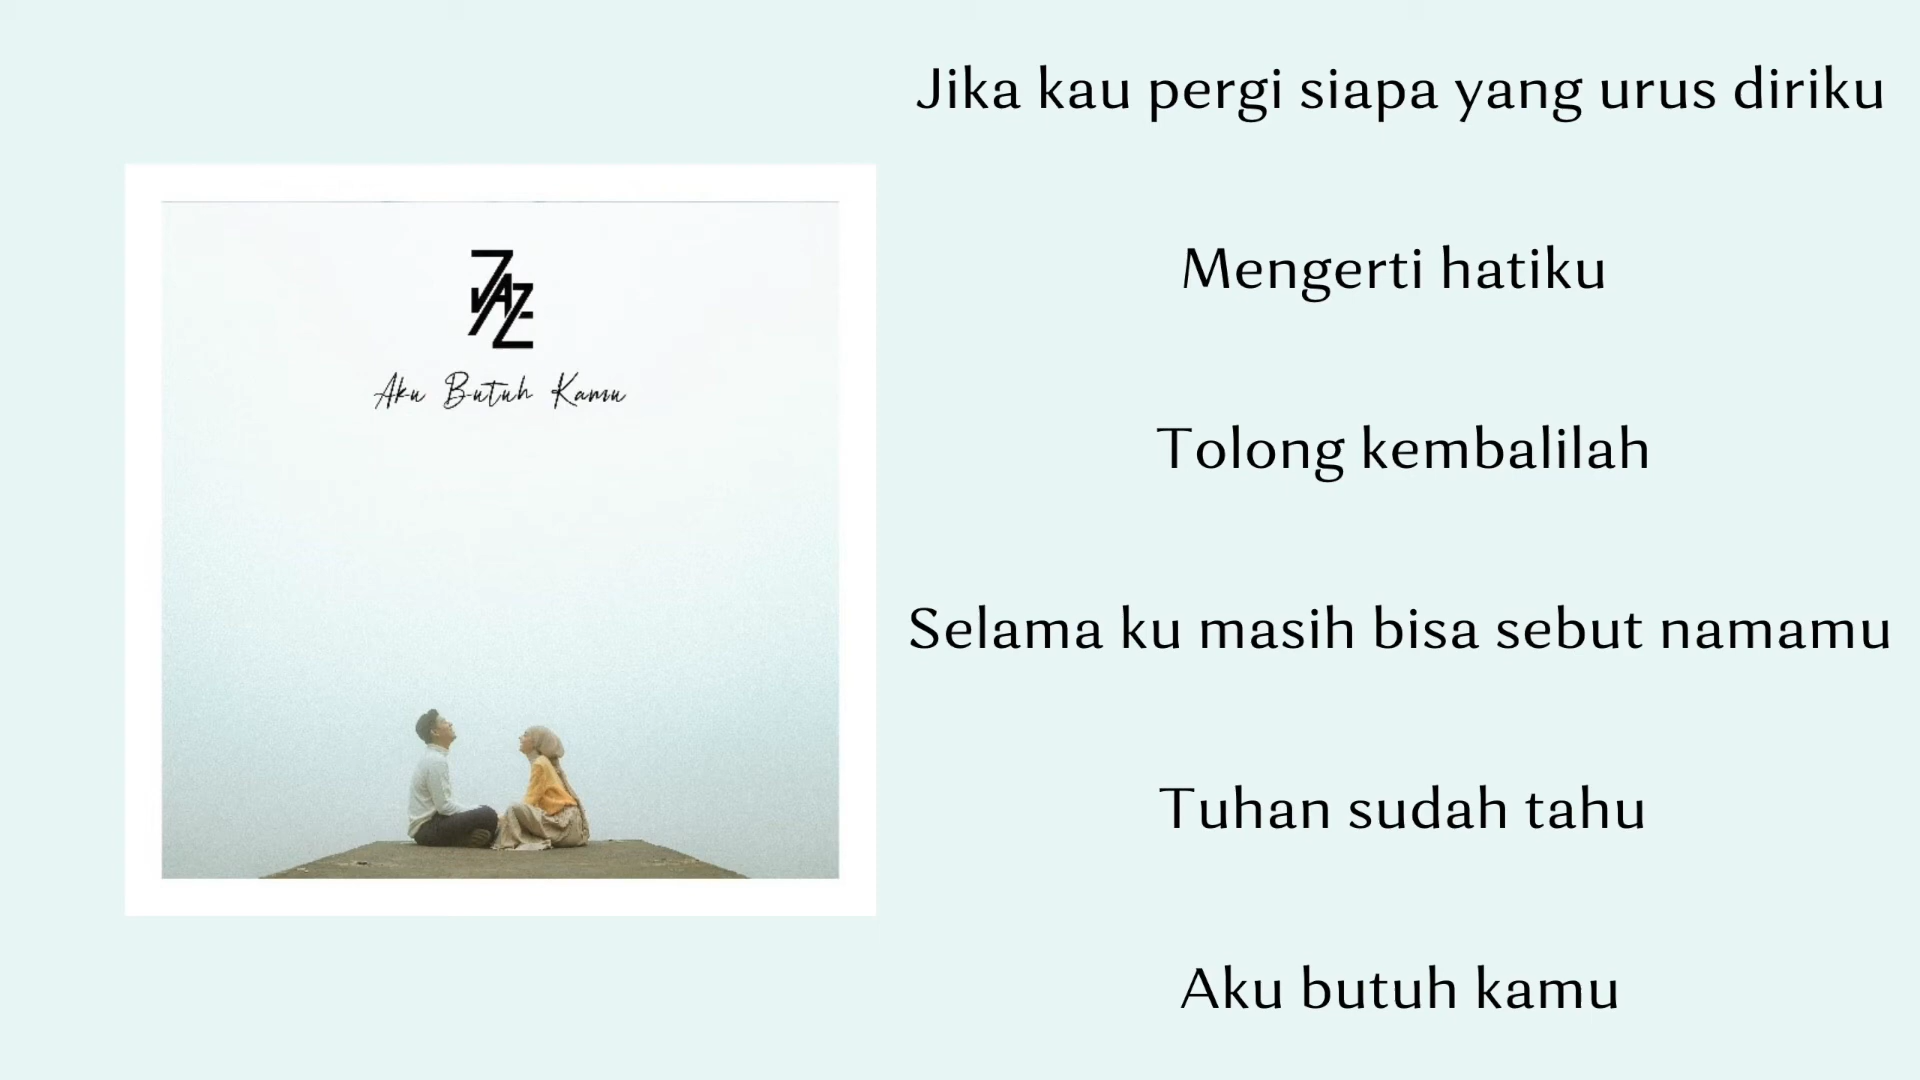 JAZ
Aku Butuh Kamu
Jika kau pergi siapa yang urus diriku
Mengerti hatiku
Tolong kembalilah
Selama ku masih bisa sebut namamu
Tuhan sudah tahu
Aku butuh kamu